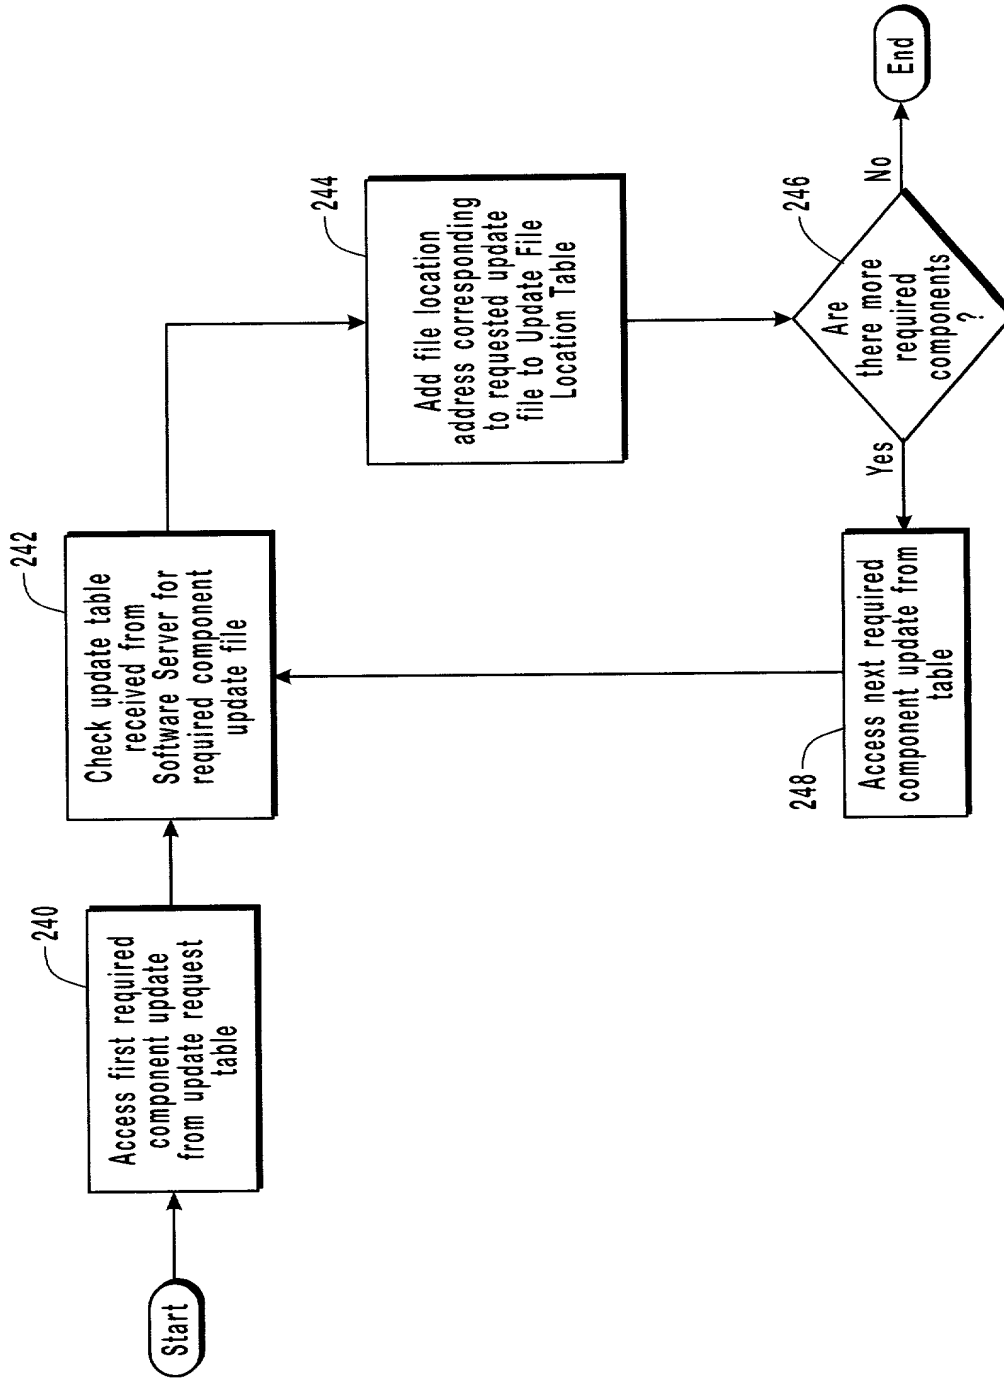 Start
240
Access first required
component update
from update request
table
242
Check update table
received from
Software Server for
required component
update file
244
Add file location
address corresponding
to requested update
file to Update File
Location Table
246
Are
there more
required
components
?
Yes
No
End
248
Access next required
component update from
table